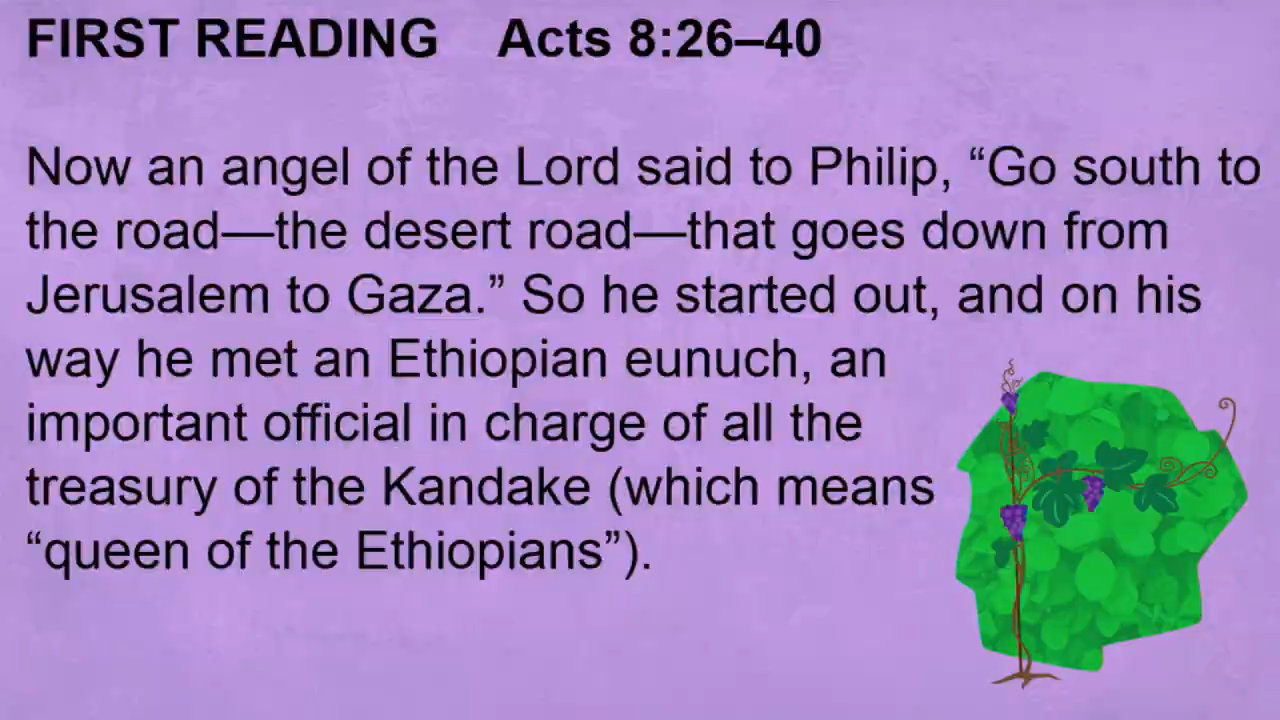 FIRST READING Acts 8:26–40
Now an angel of the Lord said to Philip, “Go south to
the road—the desert road—that goes down from
Jerusalem to Gaza.” So he started out, and on his
way he met an Ethiopian eunuch, an
important official in charge of all the
treasury of the Kandake (which means
“queen of the Ethiopians”).